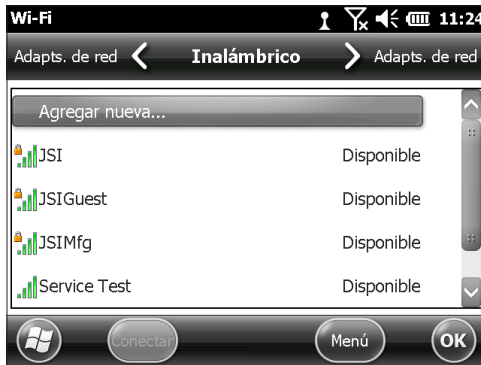 Wi-Fi 11:24
Adapts. de red Inalámbrico Adapts. de red
Agregar nueva...
JSI Disponible
JSIGuest Disponible
JSIMfg Disponible
Service Test Disponible
Conectar Menú OK